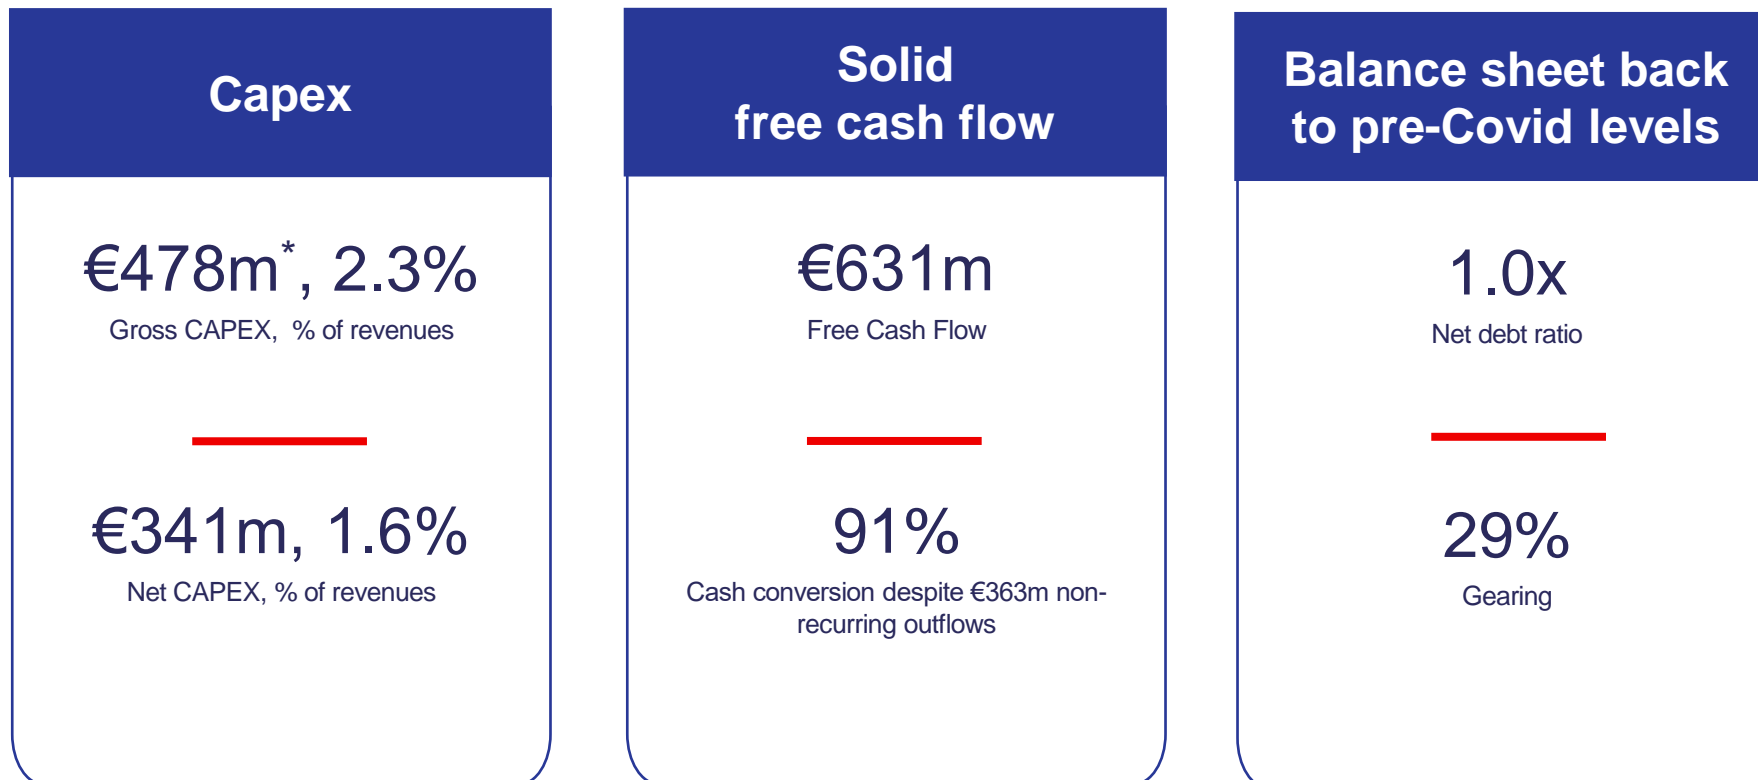 Capex
€478m*, 2.3%
Gross CAPEX, % of revenues
€341m, 1.6%
Net CAPEX, % of revenues
Solid
free cash flow
€631m
Free Cash Flow
91%
Cash conversion despite €363m non-
recurring outflows
Balance sheet back
to pre-Covid levels
1.0x
Net debt ratio
29%
Gearing